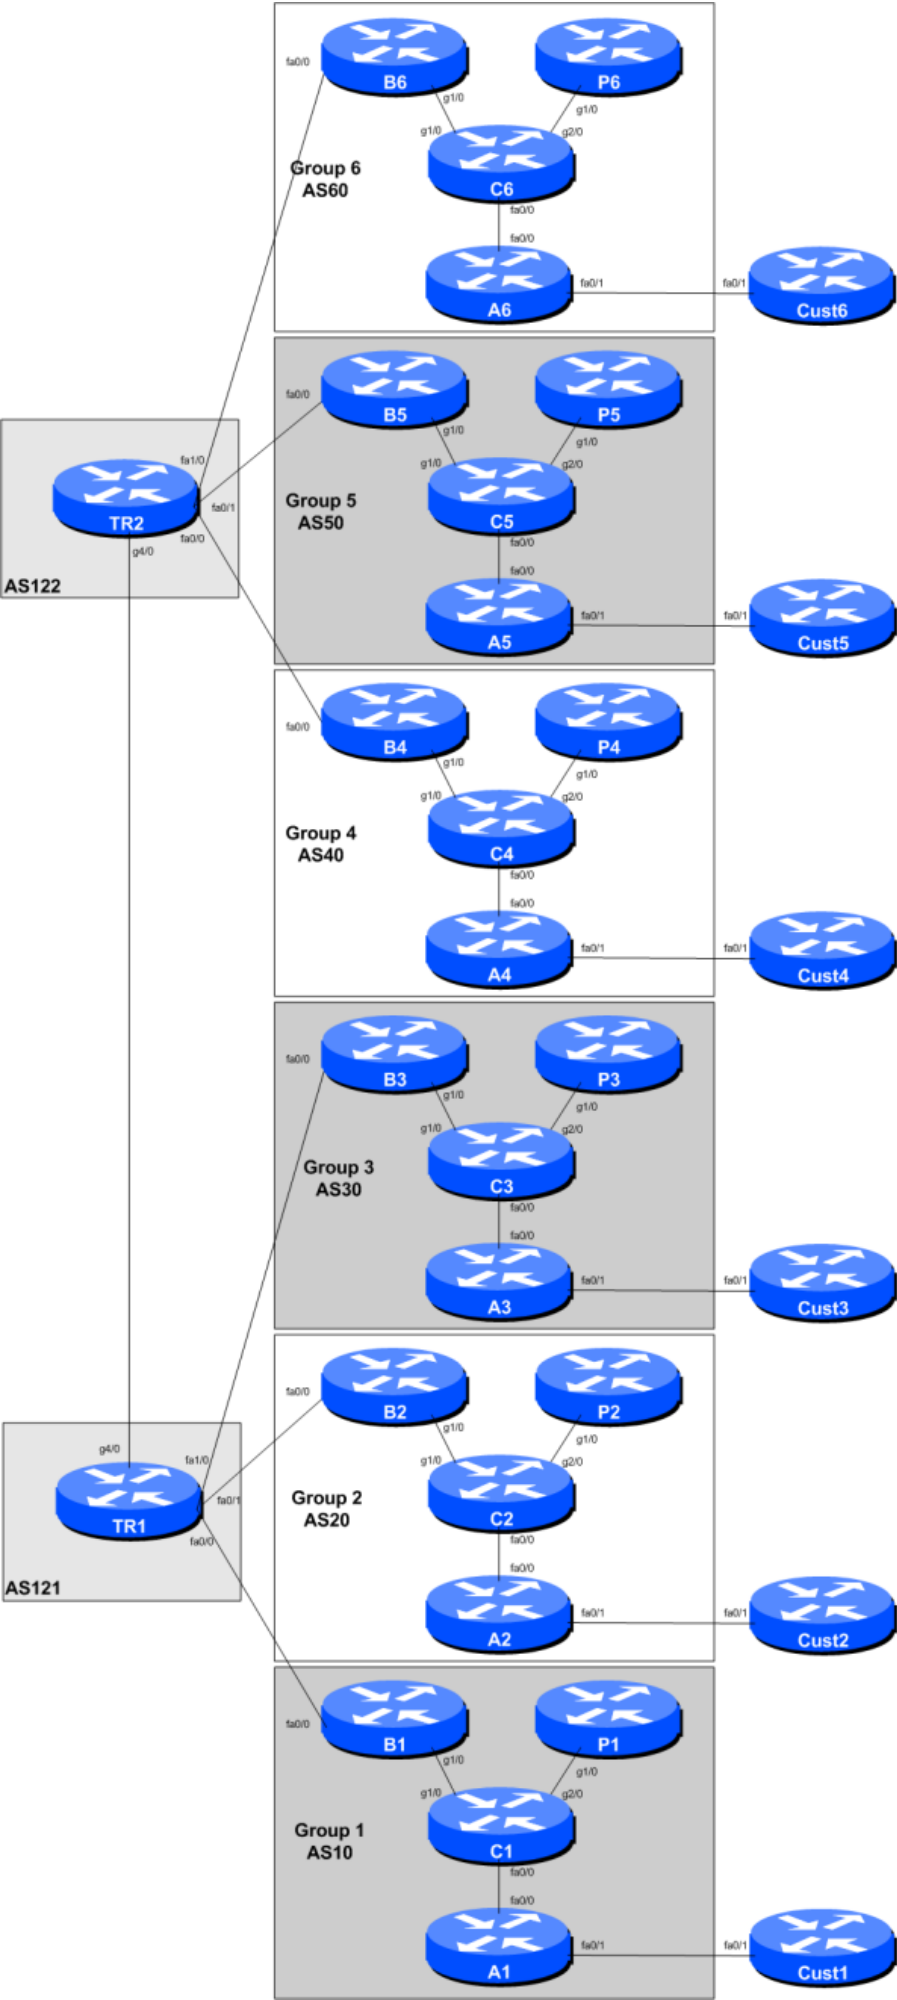 fa0/0
B6
P6
g1/0
g1/0
g1/0
g2/0
Group 6
AS60
C6
fa0/0
fa0/0
fa0/1
fa0/1
A6
Cust6
fa0/0
B5
P5
g1/0
g1/0
g1/0
g2/0
Group 5
AS50
C5
fa0/0
fa0/0
fa0/1
fa0/1
A5
Cust5
fa1/0
fa0/1
TR2
fa0/0
g4/0
AS122
fa0/0
B4
P4
g1/0
g1/0
g1/0
g2/0
Group 4
AS40
C4
fa0/0
fa0/0
fa0/1
fa0/1
A4
Cust4
fa0/0
B3
P3
g1/0
g1/0
g1/0
g2/0
Group 3
AS30
C3
fa0/0
fa0/0
fa0/1
fa0/1
A3
Cust3
fa0/0
B2
P2
g1/0
g1/0
g1/0
g2/0
Group 2
AS20
C2
fa0/0
fa0/0
fa0/1
fa0/1
A2
Cust2
g4/0
fa1/0
fa0/1
TR1
fa0/0
AS121
fa0/0
B1
P1
g1/0
g1/0
g1/0
g2/0
Group 1
AS10
C1
fa0/0
fa0/0
fa0/1
fa0/1
A1
Cust1